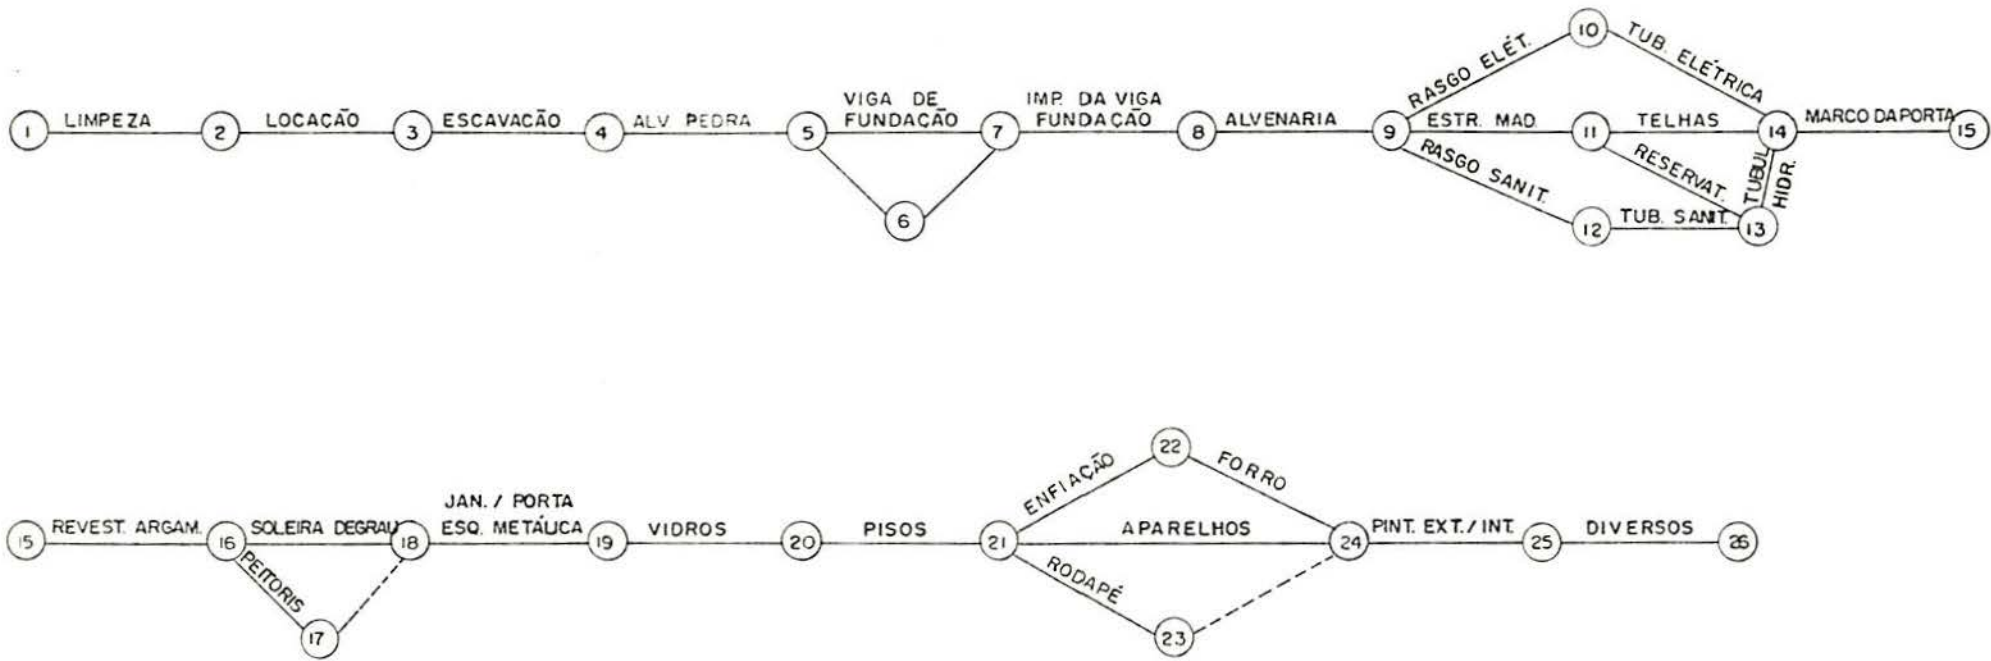 RASGO ELÉT.
10
TUB. ELÉTRICA
1
LIMPEZA
2
LOCAÇÃO
3
ESCAVACÃO
4
ALV. PEDRA
5
VIGA DE
FUNDAÇÃO
6
7
IMP. DA VIGA
FUNDAÇÃO
8
ALVENARIA
9
ESTR. MAD.
11
TELHAS
14
MARCO DA PORTA
15
RASGO SANIT.
RESERVAT.
TUBUL
HIDR.
12
TUB. SANIT.
13
15
REVEST. ARGAM.
16
SOLEIRA DEGRAU
PEITORIS
17
18
JAN. / PORTA
ESQ. METÁLICA
19
VIDROS
20
PISOS
21
ENFIAÇÃO
22
FORRO
APARELHOS
RODAPÉ
23
24
PINT. EXT./ INT.
25
DIVERSOS
26